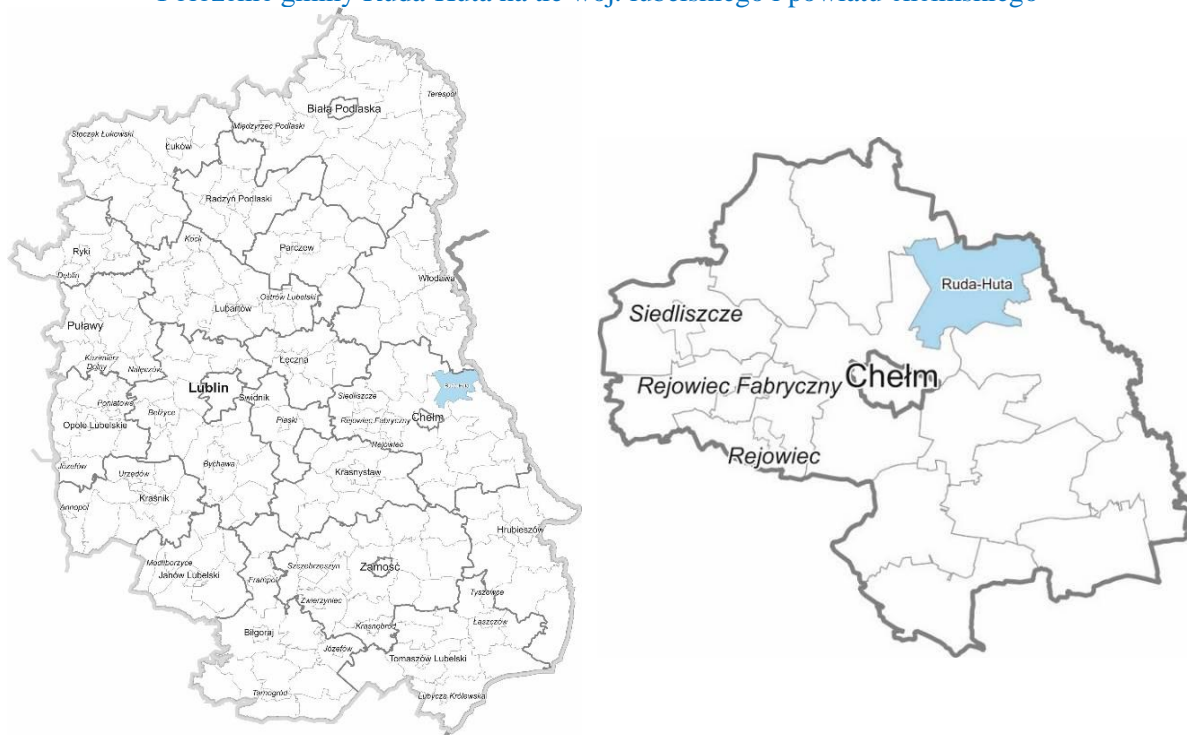 Położenie gminy Ruda-Huta na tle woj. lubelskiego i powiatu chełmskiego
Biała Podlaska
Terespol
Międzyrzec Podlaski
Stoczek Łukowski
Łuków
Radzyń Podlaski
Ryki
Kock
Parczew
Dęblin
Włodawa
Ostrów Lubelski
Lubartów
Puławy
Kazimierz
Dolny
Nałęczów
Łęczna
Lublin
Świdnik
Siedliszcze
Ruda-Huta
Poniatowa
Bełżyce
Piaski
Rejowiec Fabryczny
Chełm
Opole Lubelskie
Rejowiec
Józefów
Urzędów
Bychawa
Krasnystaw
Kraśnik
Annopol
Hrubieszów
Modliborzyce
Janów Lubelski
Frampol
Szczebrzeszyn
Zamość
Zwierzyniec
Tyszowce
Krasnobród
Łaszczów
Biłgoraj
Józefów
Tomaszów Lubelski
Tarnogród
Lubycza Królewska
Ruda-Huta
Siedliszcze
Rejowiec Fabryczny
Chełm
Rejowiec